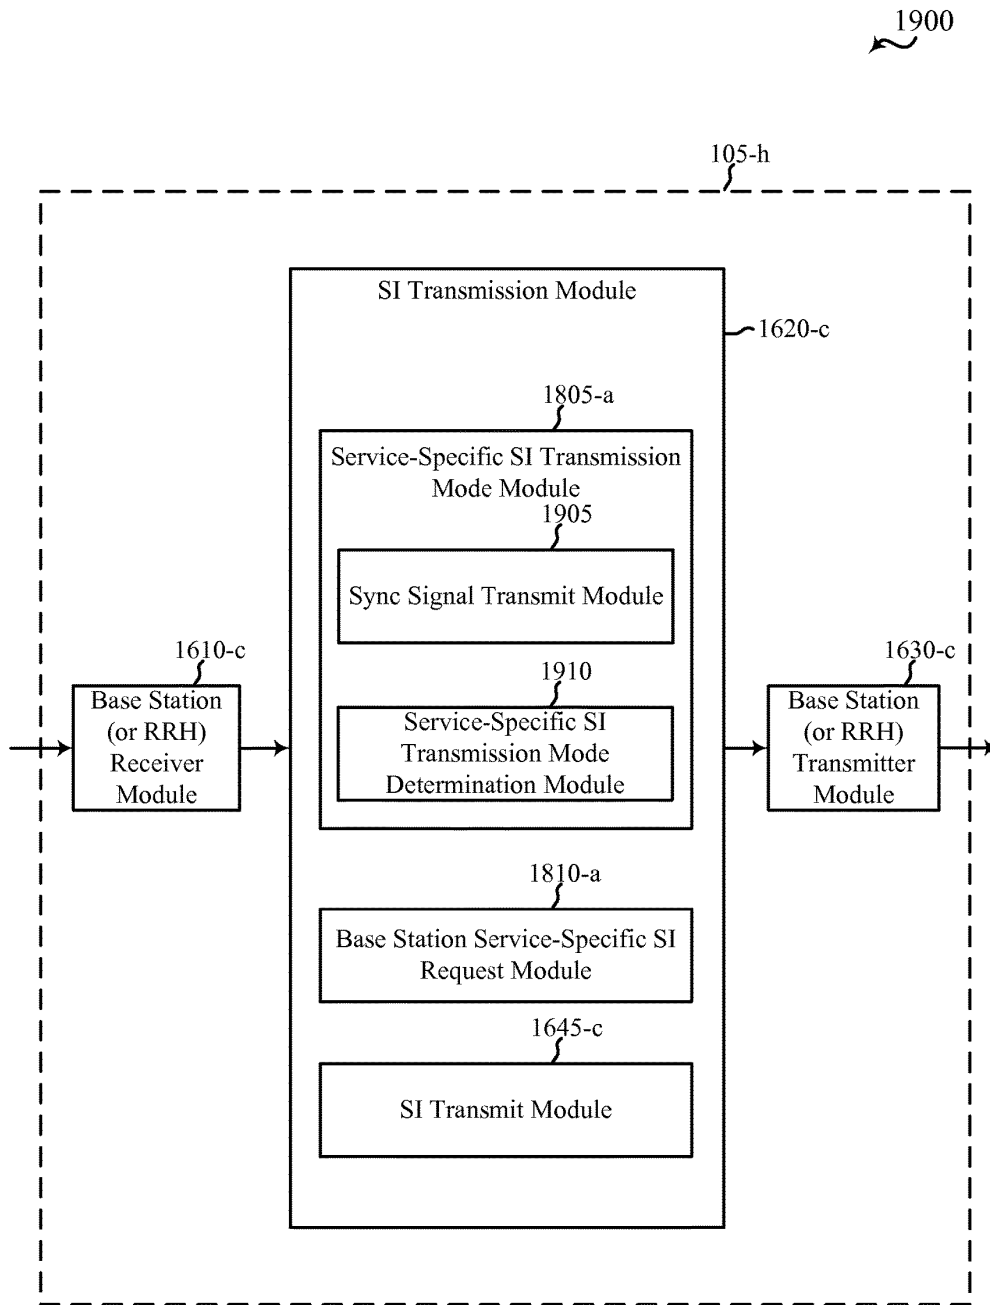 1900
105-h
SI Transmission Module
1620-c
1805-a
Service-Specific SI Transmission
Mode Module
1905
Sync Signal Transmit Module
1610-c
Base Station
(or RRH)
Receiver
Module
1910
Service-Specific SI
Transmission Mode
Determination Module
1630-c
Base Station
(or RRH)
Transmitter
Module
1810-a
Base Station Service-Specific SI
Request Module
1645-c
SI Transmit Module